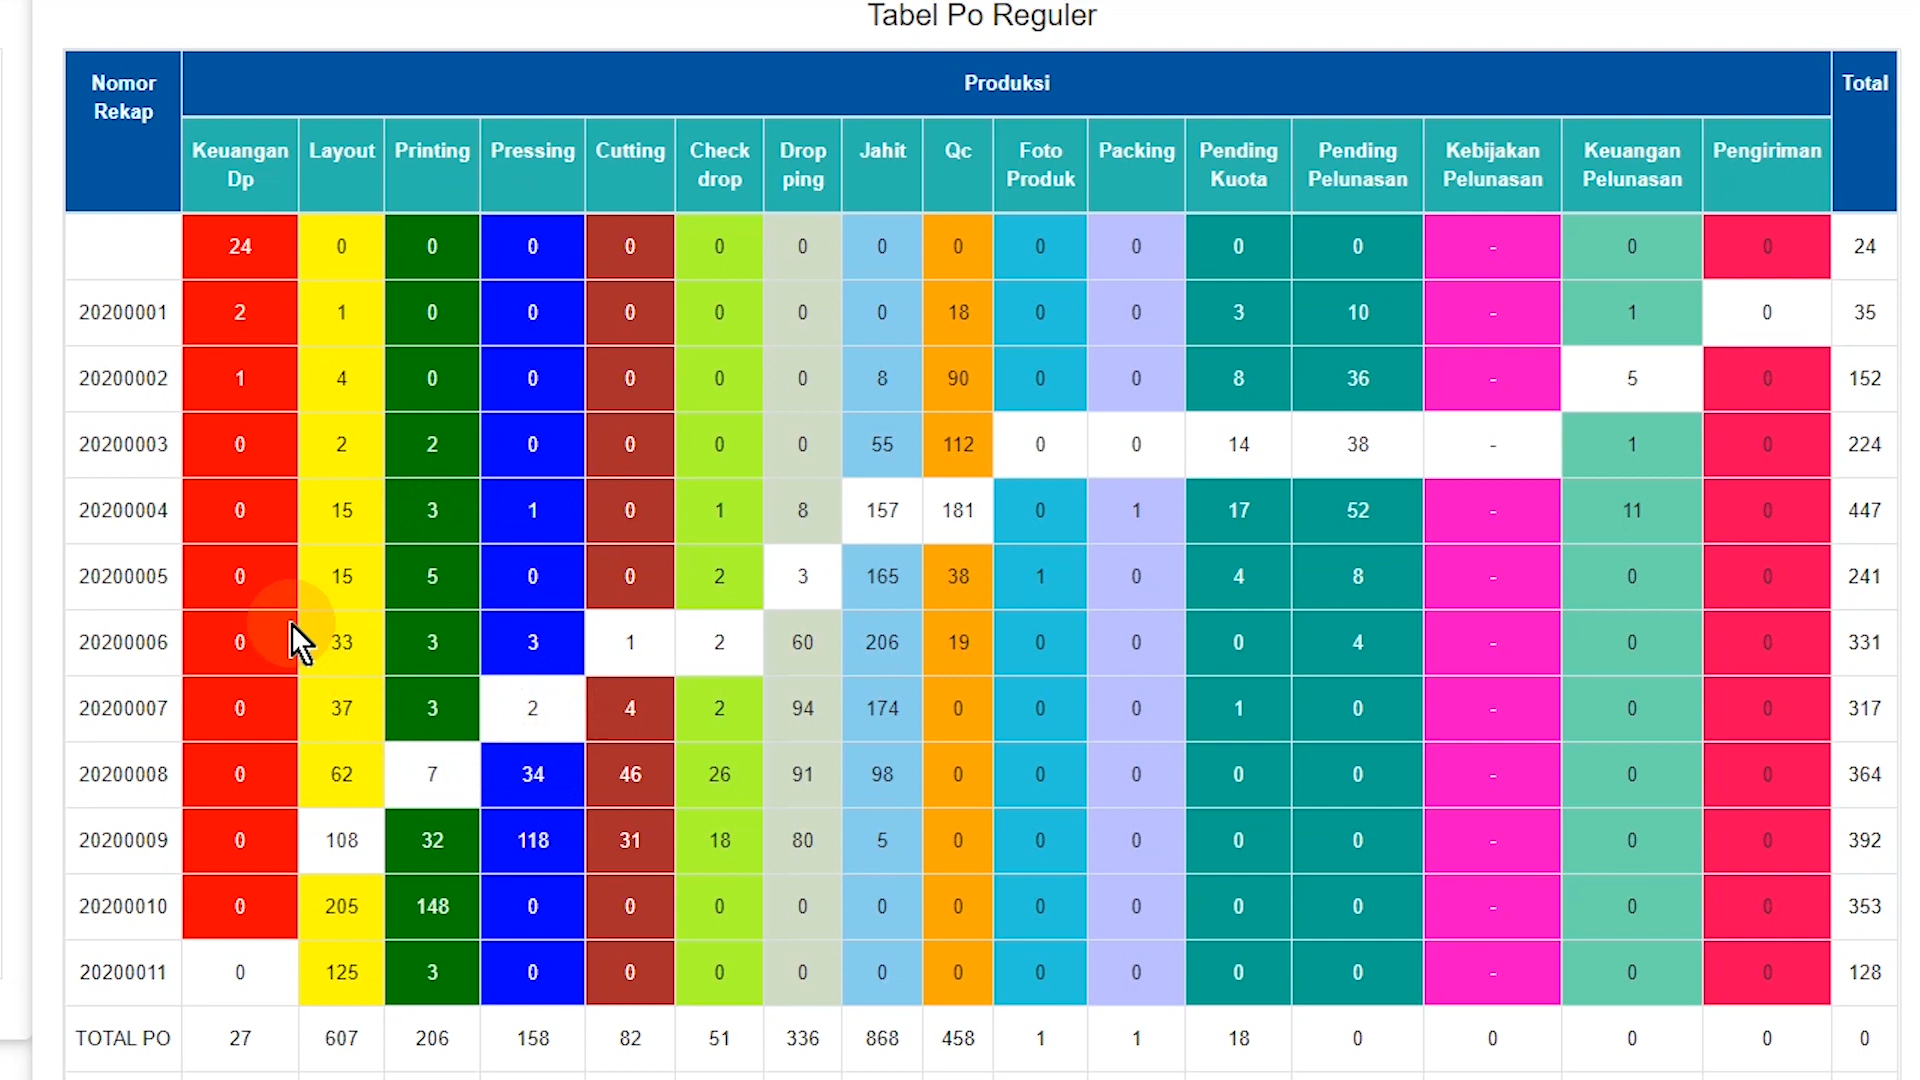 Tabel Po Reguler
Nomor Rekap Produksi Total
Keuangan Dp Layout Printing Pressing Cutting Check drop Drop ping Jahit Qc Foto Produk Packing Pending Kuota Pending Pelunasan Kebijakan Pelunasan Keuangan Pelunasan Pengiriman
24 0 0 0 0 0 0 0 0 0 0 0 0 - 0 0 24
20200001 2 1 0 0 0 0 0 0 18 0 0 3 10 - 1 0 35
20200002 1 4 0 0 0 0 0 8 90 0 0 8 36 - 5 0 152
20200003 0 2 2 0 0 0 0 55 112 0 0 14 38 - 1 0 224
20200004 0 15 3 1 0 1 8 157 181 0 1 17 52 - 11 0 447
20200005 0 15 5 0 0 2 3 165 38 1 0 4 8 - 0 0 241
20200006 0 33 3 3 1 2 60 206 19 0 0 0 4 - 0 0 331
20200007 0 37 3 2 4 2 94 174 0 0 0 1 0 - 0 0 317
20200008 0 62 7 34 46 26 91 98 0 0 0 0 0 - 0 0 364
20200009 0 108 32 118 31 18 80 5 0 0 0 0 0 - 0 0 392
20200010 0 205 148 0 0 0 0 0 0 0 0 0 0 - 0 0 353
20200011 0 125 3 0 0 0 0 0 0 0 0 0 0 - 0 0 128
TOTAL PO 27 607 206 158 82 51 336 868 458 1 1 18 0 0 0 0 0